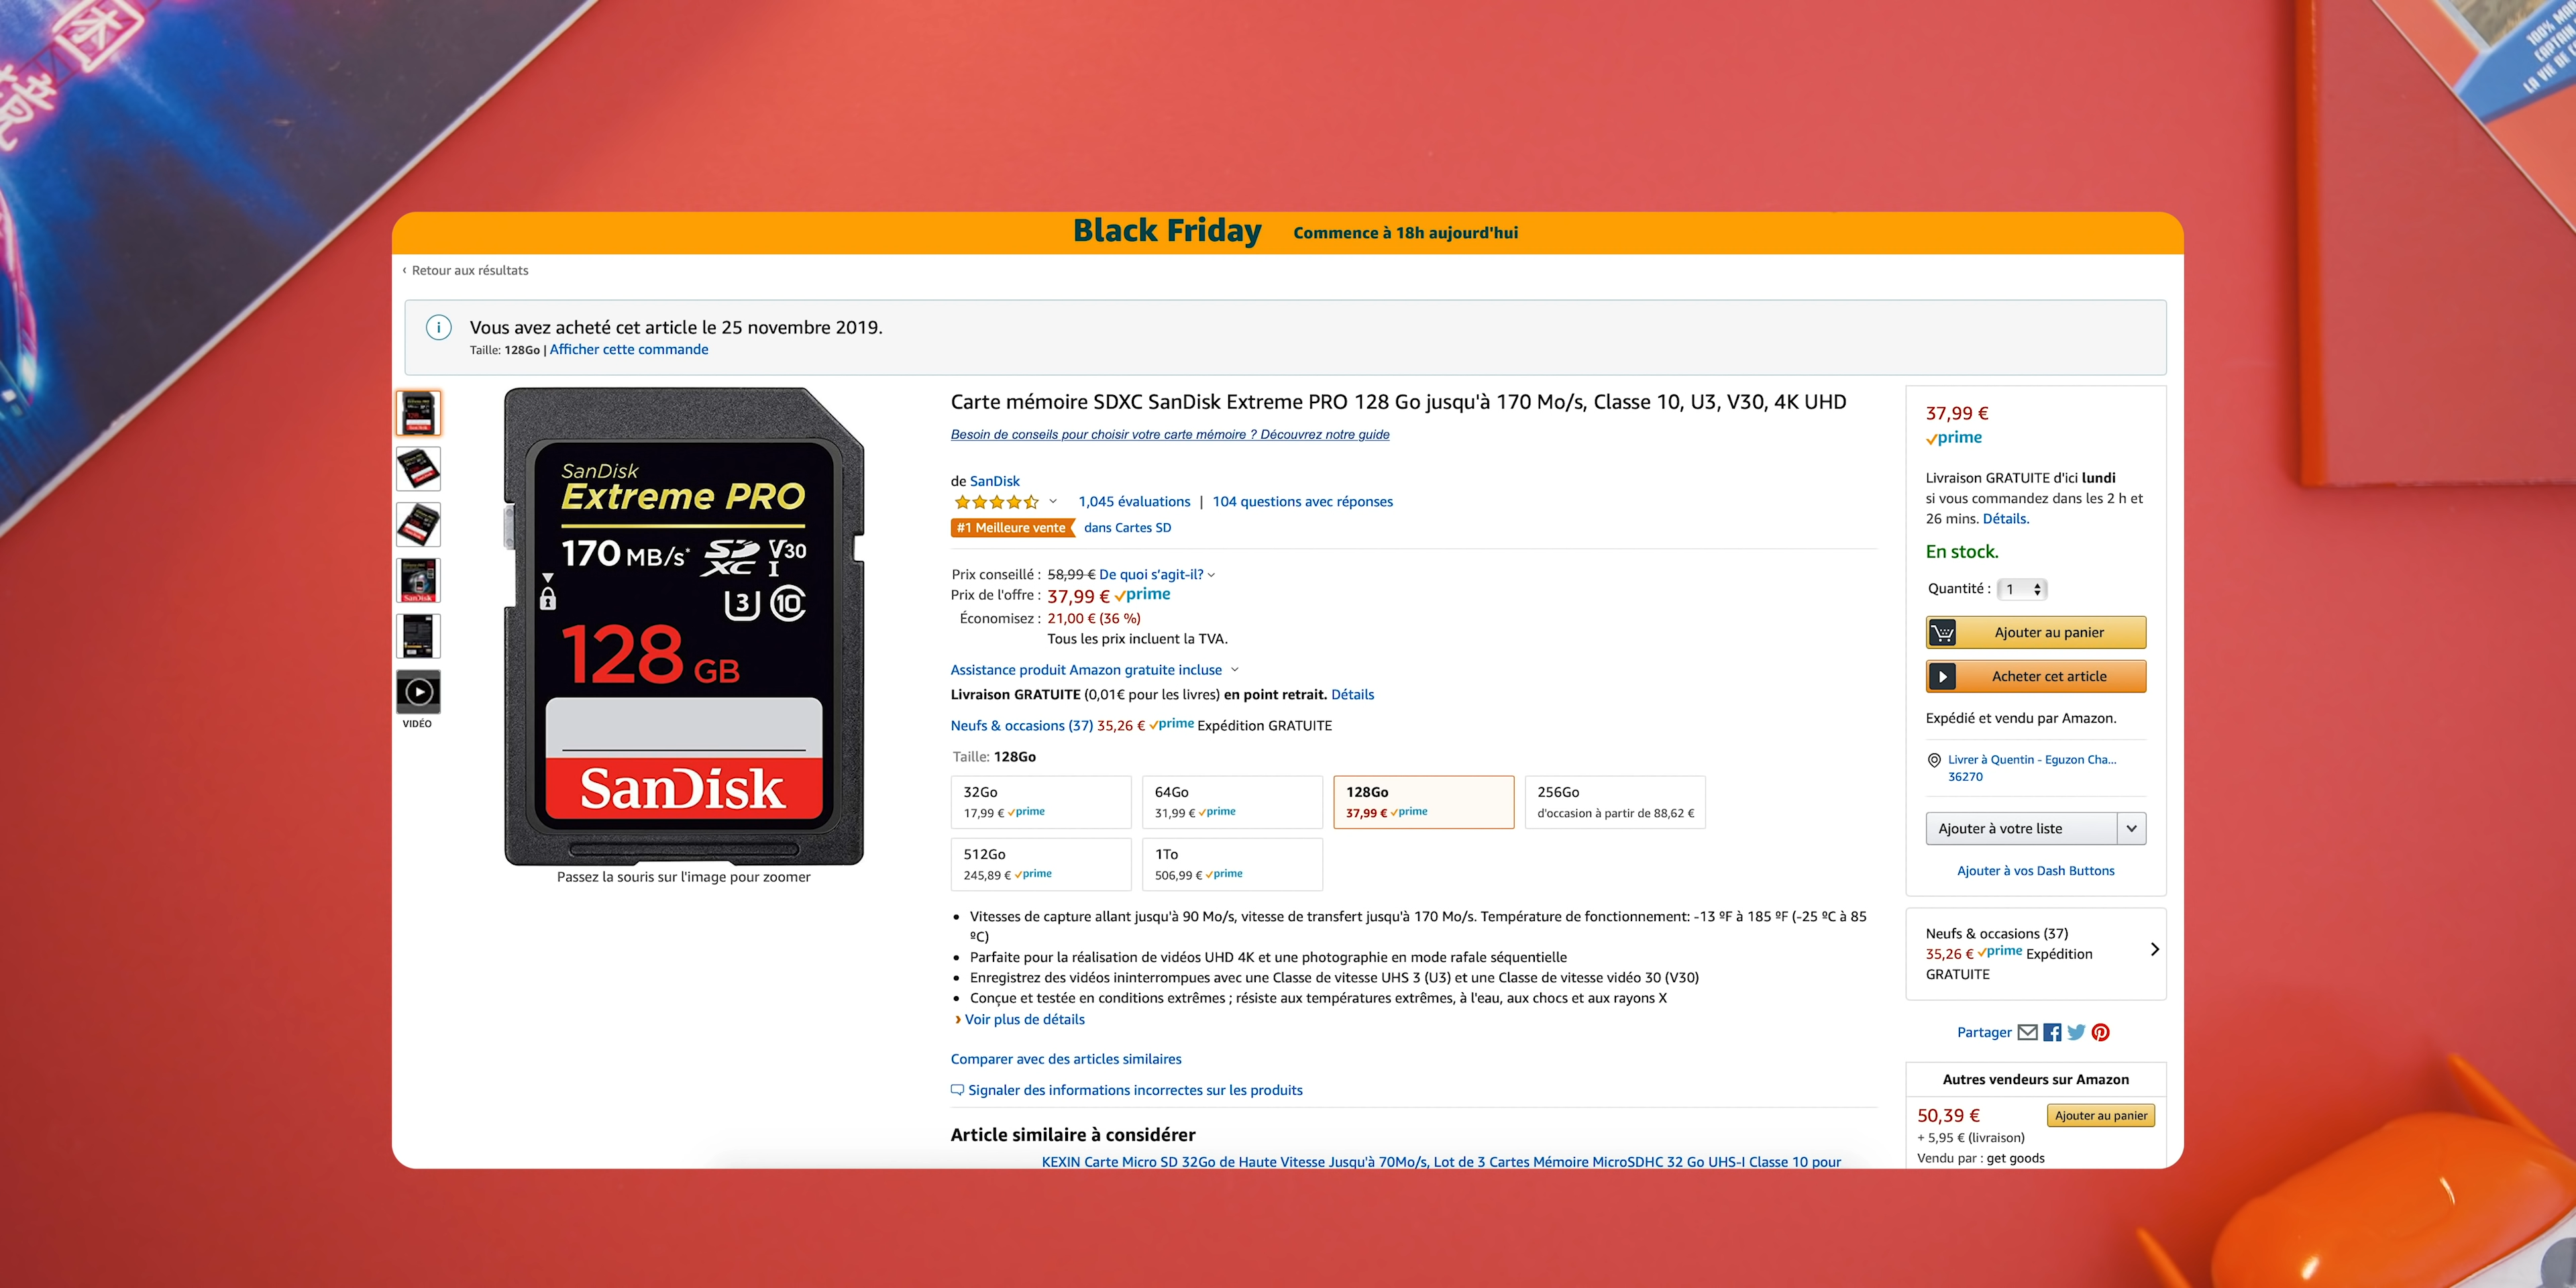 困
境
100% MAR
CAPTAIN
LA VIE DE
Black Friday Commence à 18h aujourd'hui
‹ Retour aux résultats
i Vous avez acheté cet article le 25 novembre 2019.
Taille: 128Go | Afficher cette commande
VIDÉO
SanDisk
Extreme PRO
170 MB/s* SD XC I V30
U3 10
128 GB
SanDisk
Passez la souris sur l'image pour zoomer
Carte mémoire SDXC SanDisk Extreme PRO 128 Go jusqu'à 170 Mo/s, Classe 10, U3, V30, 4K UHD
Besoin de conseils pour choisir votre carte mémoire ? Découvrez notre guide
de SanDisk
1,045 évaluations | 104 questions avec réponses
#1 Meilleure vente dans Cartes SD
Prix conseillé : 58,99 € De quoi s'agit-il?
Prix de l'offre : 37,99 € prime
Économisez : 21,00 € (36 %)
Tous les prix incluent la TVA.
Assistance produit Amazon gratuite incluse
Livraison GRATUITE (0,01€ pour les livres) en point retrait. Détails
Neufs & occasions (37) 35,26 € prime Expédition GRATUITE
Taille: 128Go
32Go 64Go 128Go 256Go
17,99 € prime 31,99 € prime 37,99 € prime d'occasion à partir de 88,62 €
512Go 1To
245,89 € prime 506,99 € prime
• Vitesses de capture allant jusqu'à 90 Mo/s, vitesse de transfert jusqu'à 170 Mo/s. Température de fonctionnement: -13 ºF à 185 ºF (-25 ºC à 85
ºC)
• Parfaite pour la réalisation de vidéos UHD 4K et une photographie en mode rafale séquentielle
• Enregistrez des vidéos ininterrompues avec une Classe de vitesse UHS 3 (U3) et une Classe de vitesse vidéo 30 (V30)
• Conçue et testée en conditions extrêmes ; résiste aux températures extrêmes, à l'eau, aux chocs et aux rayons X
› Voir plus de détails
Comparer avec des articles similaires
Signaler des informations incorrectes sur les produits
Article similaire à considérer
KEXIN Carte Micro SD 32Go de Haute Vitesse Jusqu'à 70Mo/s, Lot de 3 Cartes Mémoire MicroSDHC 32 Go UHS-I Classe 10 pour
37,99 €
prime
Livraison GRATUITE d'ici lundi
si vous commandez dans les 2 h et
26 mins. Détails.
En stock.
Quantité : 1
Ajouter au panier
Acheter cet article
Expédié et vendu par Amazon.
Livrer à Quentin - Eguzon Cha...
36270
Ajouter à votre liste
Ajouter à vos Dash Buttons
Neufs & occasions (37)
35,26 € prime Expédition
GRATUITE
Partager
Autres vendeurs sur Amazon
50,39 € Ajouter au panier
+ 5,95 € (livraison)
Vendu par : get goods